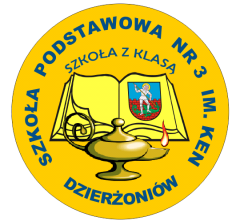 SZKOŁA PODSTAWOWA NR 3 IM. KEN
SZKOŁA Z KLASĄ
DZIERŻONIÓW